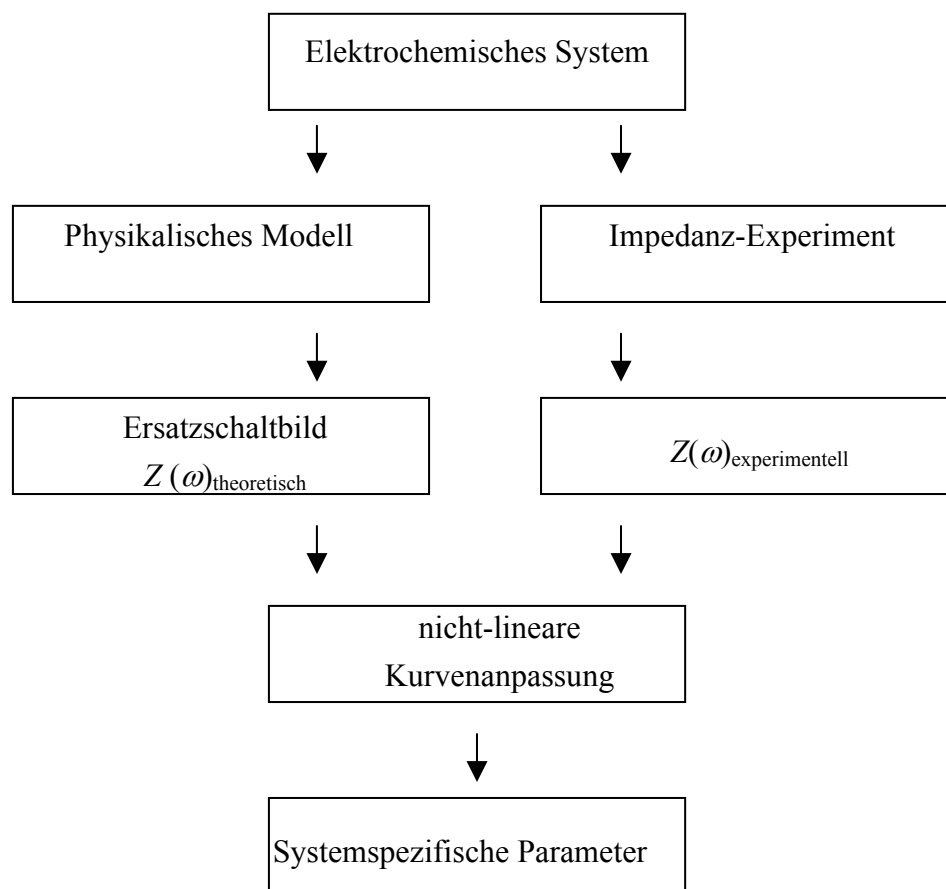 Elektrochemisches System
Physikalisches Modell
Impedanz-Experiment
Ersatzschaltbild
Z (ω)theoretisch
Z(ω)experimentell
nicht-lineare
Kurvenanpassung
Systemspezifische Parameter